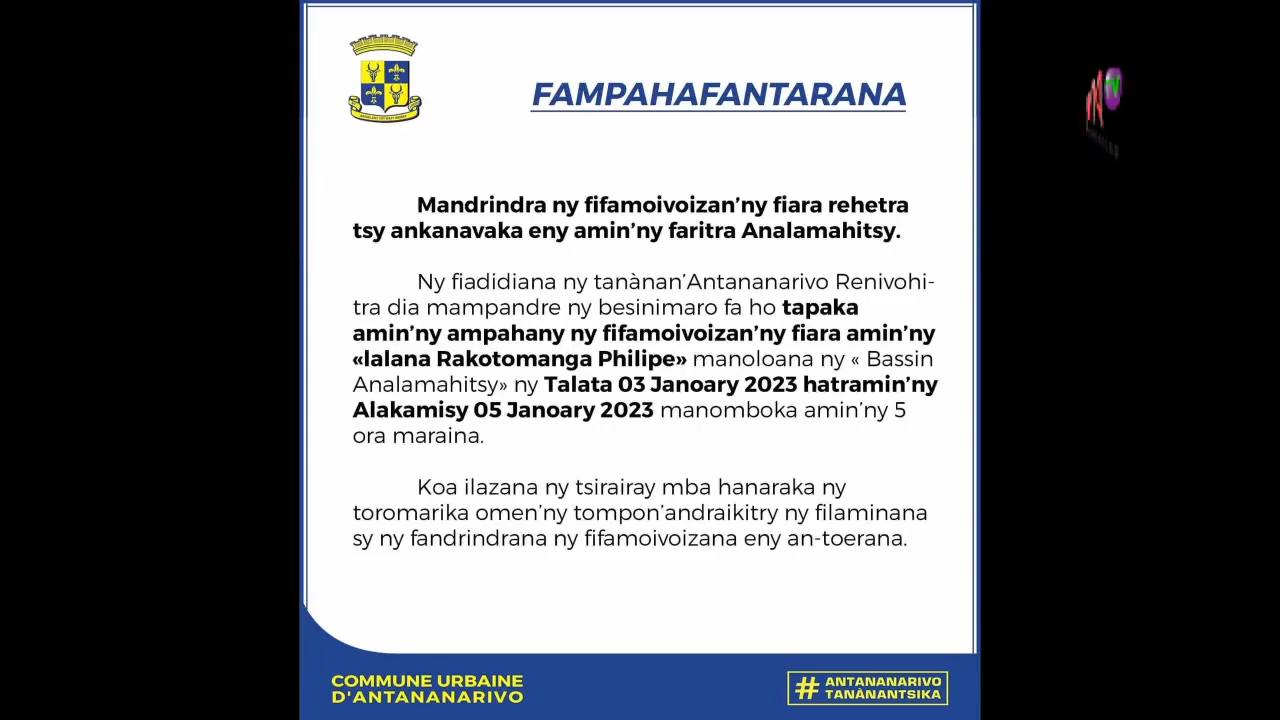 FAMPAHAFANTARANA
Mandrindra ny fifamoivoizan’ny fiara rehetra
tsy ankanavaka eny amin’ny faritra Analamahitsy.
Ny fiadidiana ny tanànan’Antananarivo Renivohi-
tra dia mampandre ny besinimaro fa ho tapaka
amin’ny ampahany ny fifamoivoizan’ny fiara amin’ny
«lalana Rakotomanga Philipe» manoloana ny « Bassin
Analamahitsy» ny Talata 03 Janoary 2023 hatramin’ny
Alakamisy 05 Janoary 2023 manomboka amin’ny 5
ora maraina.
Koa ilazana ny tsirairay mba hanaraka ny
toromarika omen’ny tompon’andraikitry ny filaminana
sy ny fandrindrana ny fifamoivoizana eny an-toerana.
COMMUNE URBAINE
D'ANTANANARIVO
# ANTANANARIVO
TANÀNANTSIKA